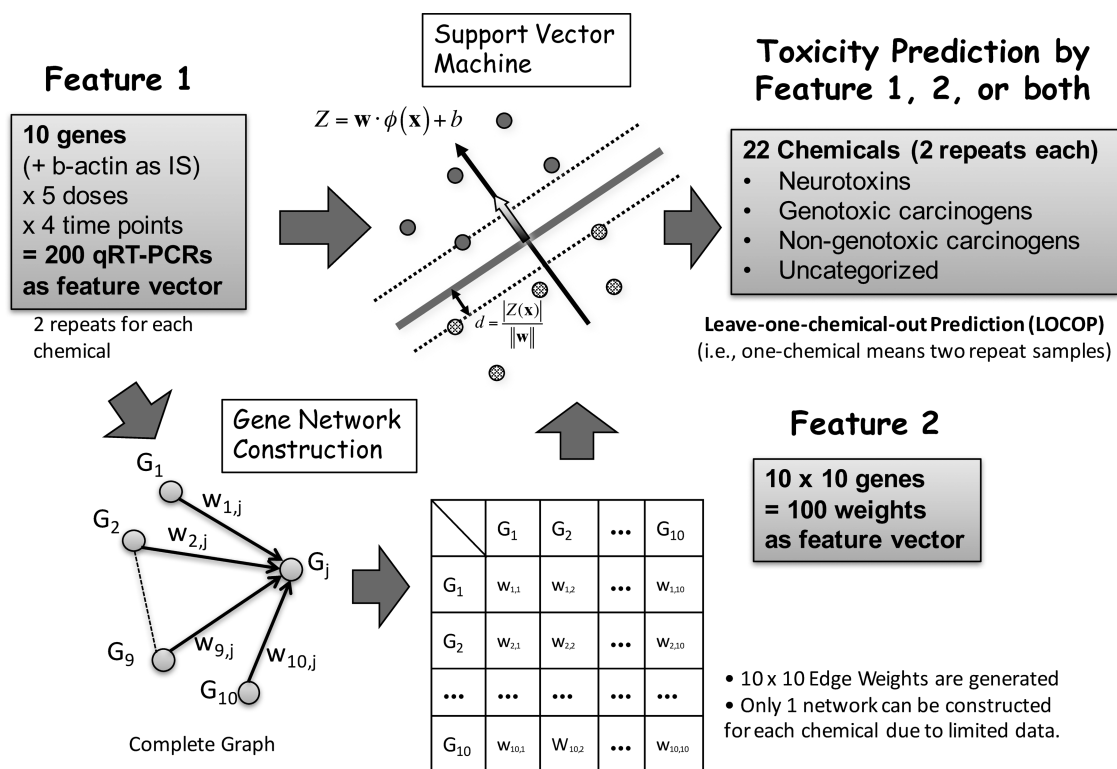 Feature 1
10 genes
(+ b-actin as IS)
x 5 doses
x 4 time points
= 200 qRT-PCRs
as feature vector
2 repeats for each
chemical
Support Vector
Machine
Z = w · ϕ(x) + b
d = |Z(x)| / ||w||
Toxicity Prediction by
Feature 1, 2, or both
22 Chemicals (2 repeats each)
• Neurotoxins
• Genotoxic carcinogens
• Non-genotoxic carcinogens
• Uncategorized
Leave-one-chemical-out Prediction (LOCOP)
(i.e., one-chemical means two repeat samples)
Gene Network
Construction
G1
w1,j
G2
w2,j
Gj
G9
w9,j
w10,j
G10
Complete Graph
G1 G2 ••• G10
G1 w1,1 w1,2 ••• w1,10
G2 w2,1 w2,2 ••• w2,10
••• ••• ••• ••• •••
G10 w10,1 W10,2 ••• w10,10
Feature 2
10 x 10 genes
= 100 weights
as feature vector
• 10 x 10 Edge Weights are generated
• Only 1 network can be constructed
for each chemical due to limited data.